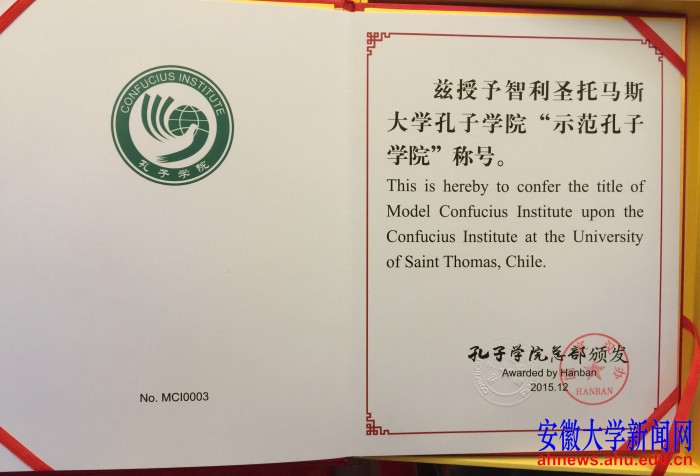 CONFUCIUS INSTITUTE
孔子学院
No. MCI0003
兹授予智利圣托马斯
大学孔子学院“示范孔子
学院”称号。
This is hereby to confer the title of
Model Confucius Institute upon the
Confucius Institute at the University
of Saint Thomas, Chile.
孔子学院总部颁发
Awarded by Hanban
2015.12
HANBAN
安徽大学新闻网
ahnews.ahu.edu.cn